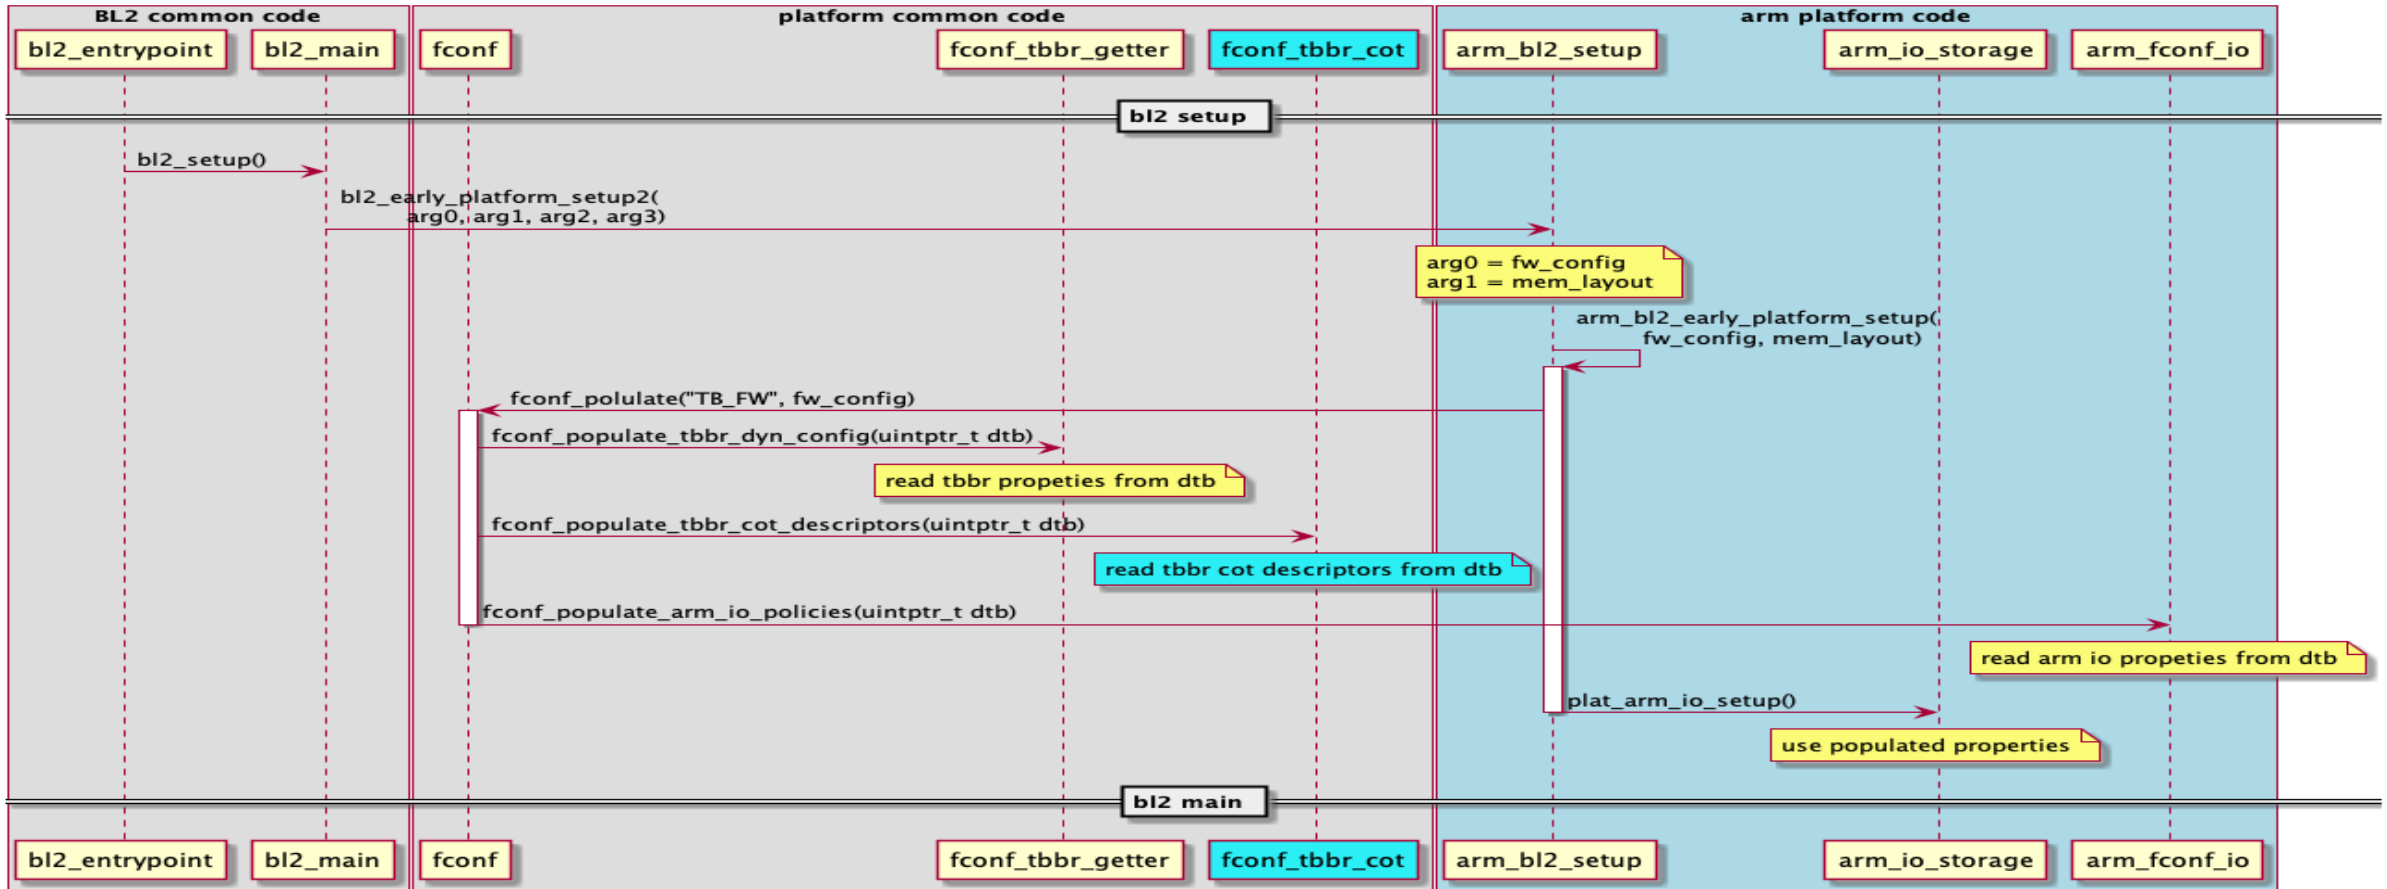 BL2 common code
platform common code
arm platform code
bl2_entrypoint
bl2_main
fconf
fconf_tbbr_getter
fconf_tbbr_cot
arm_bl2_setup
arm_io_storage
arm_fconf_io
bl2 setup
bl2_setup()
bl2_early_platform_setup2(
arg0, arg1, arg2, arg3)
arg0 = fw_config
arg1 = mem_layout
arm_bl2_early_platform_setup(
fw_config, mem_layout)
fconf_polulate("TB_FW", fw_config)
fconf_populate_tbbr_dyn_config(uintptr_t dtb)
read tbbr propeties from dtb
fconf_populate_tbbr_cot_descriptors(uintptr_t dtb)
read tbbr cot descriptors from dtb
fconf_populate_arm_io_policies(uintptr_t dtb)
read arm io propeties from dtb
plat_arm_io_setup()
use populated properties
bl2 main
bl2_entrypoint
bl2_main
fconf
fconf_tbbr_getter
fconf_tbbr_cot
arm_bl2_setup
arm_io_storage
arm_fconf_io